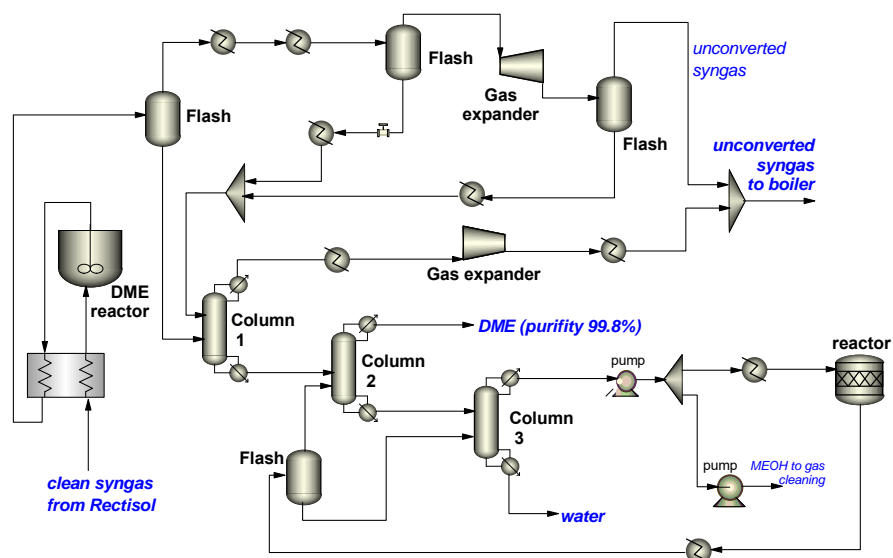 Flash
Flash
Gas
expander
Flash
unconverted
syngas
unconverted
syngas
to boiler
DME
reactor
Gas expander
Column
1
DME (purifity 99.8%)
Column
2
Column
3
pump
reactor
Flash
pump
MEOH to gas
cleaning
clean syngas
from Rectisol
water